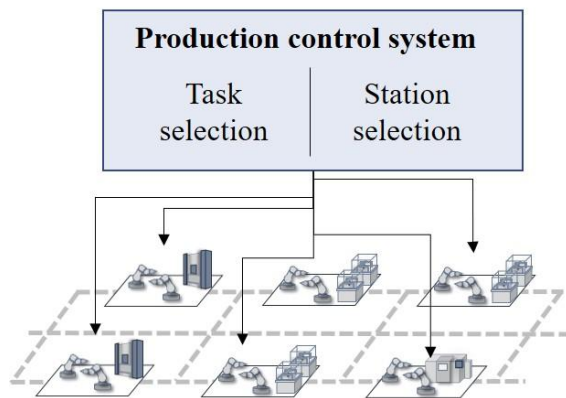 Production control system
Task
selection
Station
selection